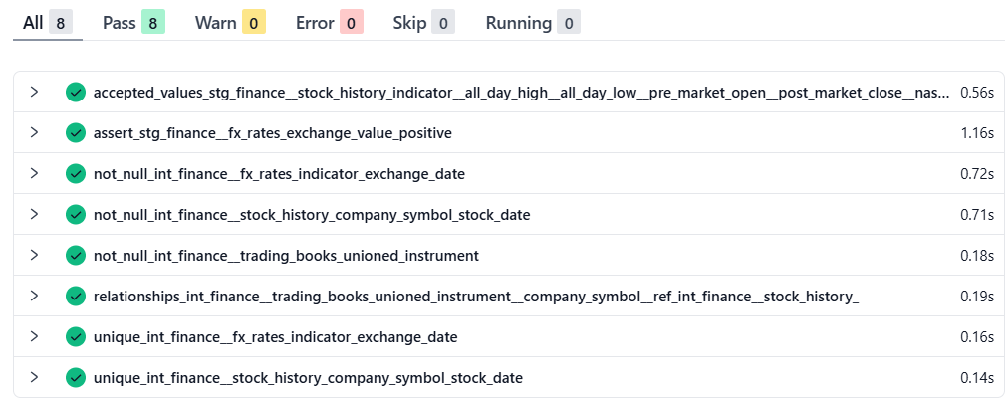 All 8 Pass 8 Warn 0 Error 0 Skip 0 Running 0
accepted_values_stg_finance__stock_history_indicator__all_day_high__all_day_low__pre_market_open__post_market_close__nas... 0.56s
assert_stg_finance__fx_rates_exchange_value_positive 1.16s
not_null_int_finance__fx_rates_indicator_exchange_date 0.72s
not_null_int_finance__stock_history_company_symbol_stock_date 0.71s
not_null_int_finance__trading_books_unioned_instrument 0.18s
relationships_int_finance__trading_books_unioned_instrument__company_symbol__ref_int_finance__stock_history_ 0.19s
unique_int_finance__fx_rates_indicator_exchange_date 0.16s
unique_int_finance__stock_history_company_symbol_stock_date 0.14s